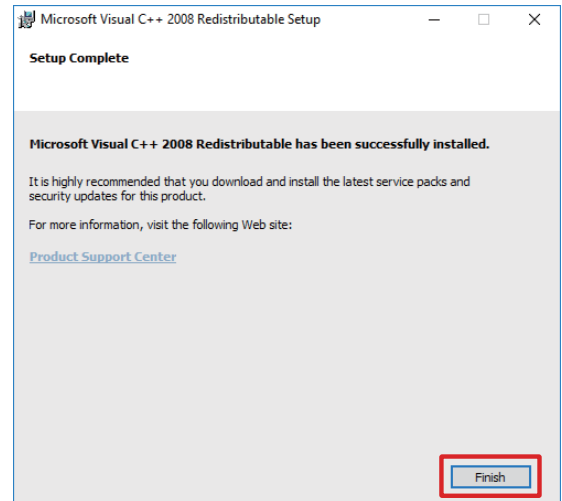 Microsoft Visual C++ 2008 Redistributable Setup
Setup Complete
Microsoft Visual C++ 2008 Redistributable has been successfully installed.
It is highly recommended that you download and install the latest service packs and
security updates for this product.
For more information, visit the following Web site:
Product Support Center
Finish